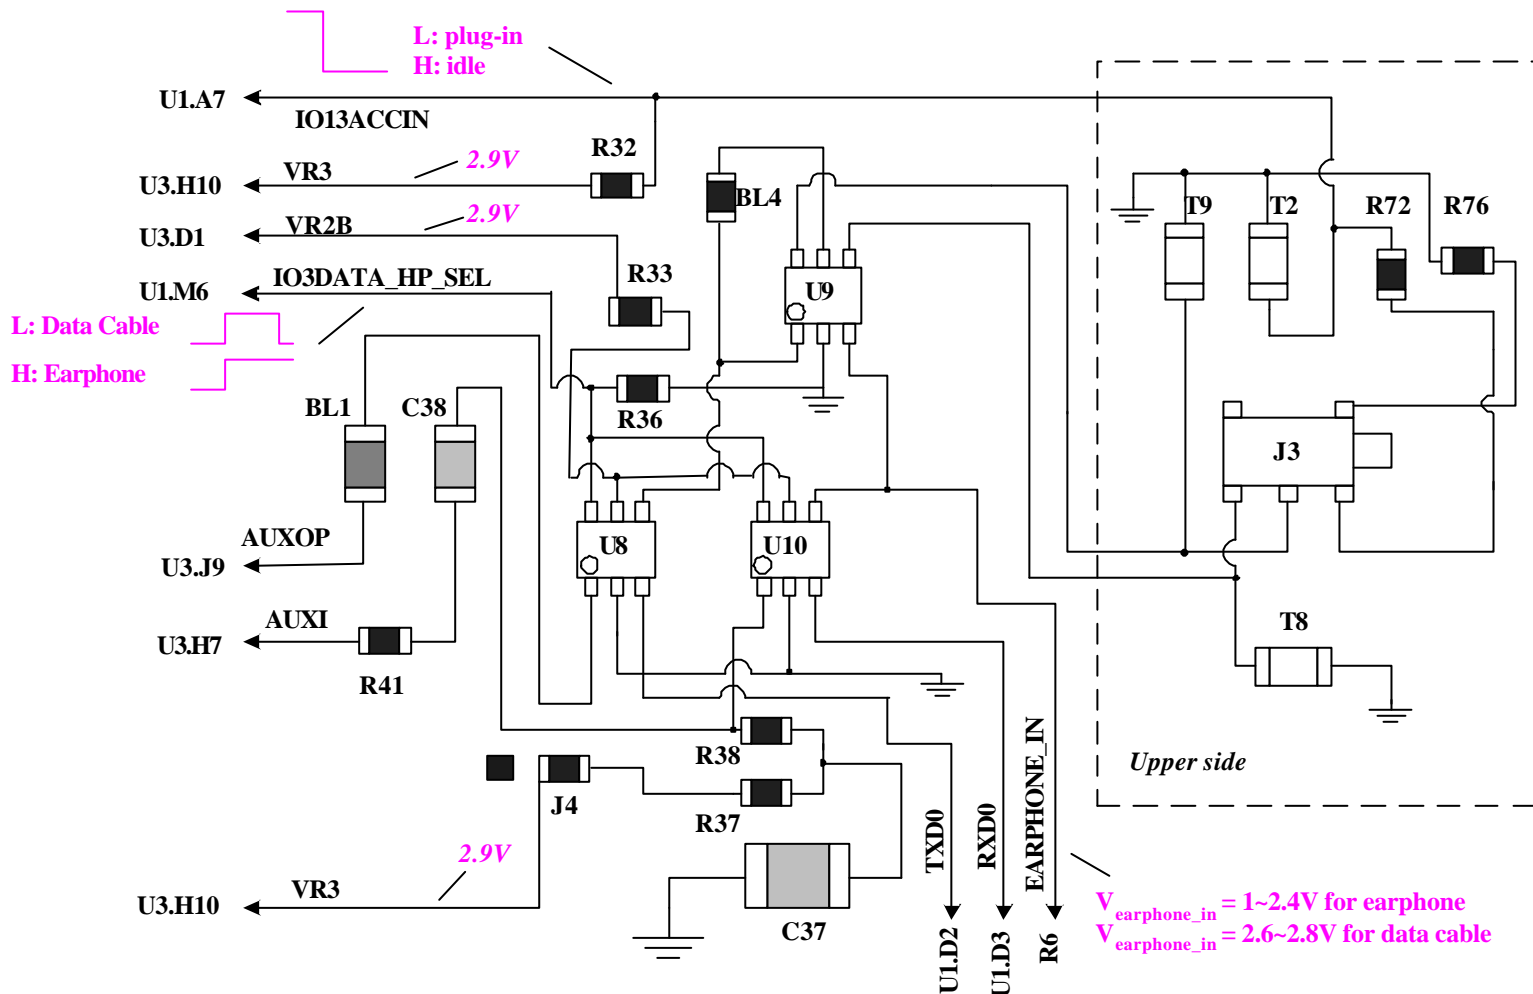 L: plug-in
H: idle
U1.A7
IO13ACCIN
R32
2.9V
VR3
U3.H10
BL4
T9
T2
R72
R76
2.9V
VR2B
U3.D1
R33
IO3DATA_HP_SEL
U1.M6
U9
L: Data Cable
H: Earphone
BL1
C38
R36
J3
AUXOP
U3.J9
U8
U10
AUXI
U3.H7
R41
T8
R38
J4
R37
Upper side
2.9V
VR3
U3.H10
C37
TXD0
RXD0
EARPHONE_IN
U1.D2
U1.D3
R6
Vearphone_in = 1~2.4V for earphone
Vearphone_in = 2.6~2.8V for data cable